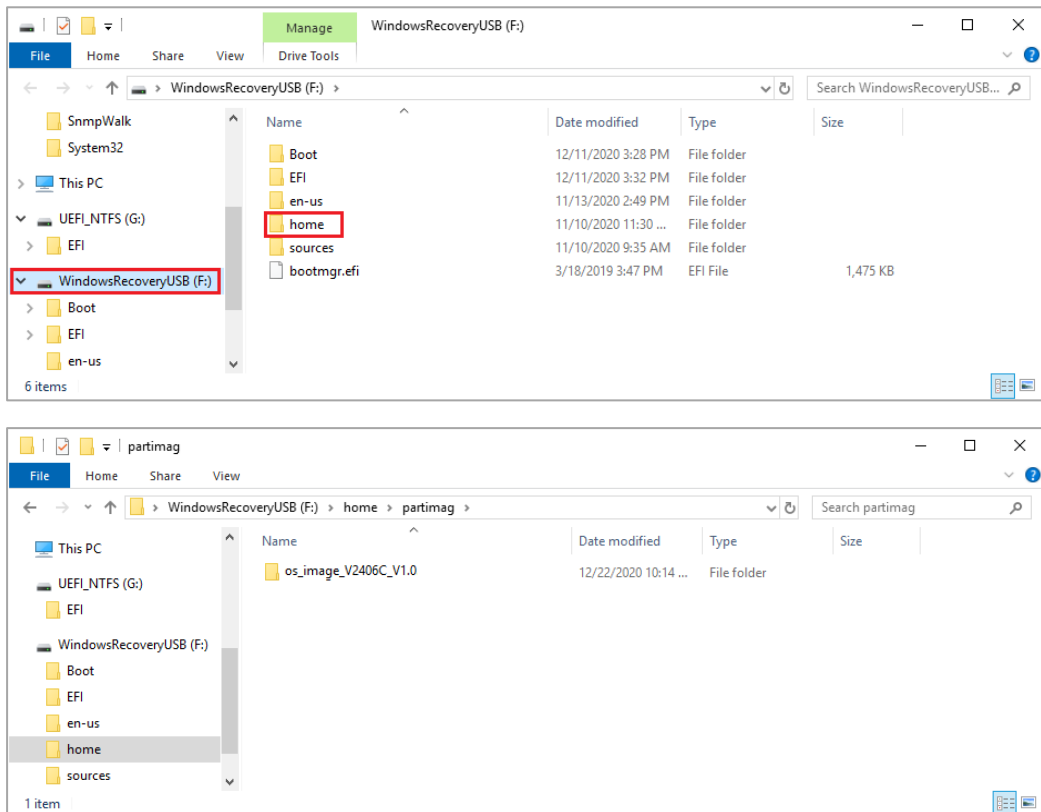 Manage WindowsRecoveryUSB (F:)
File Home Share View Drive Tools
WindowsRecoveryUSB (F:) Search WindowsRecoveryUSB...
SnmpWalk
System32
This PC
UEFI_NTFS (G:)
EFI
WindowsRecoveryUSB (F:)
Boot
EFI
en-us
Name Date modified Type Size
Boot 12/11/2020 3:28 PM File folder
EFI 12/11/2020 3:32 PM File folder
en-us 11/13/2020 2:49 PM File folder
home 11/10/2020 11:30 ... File folder
sources 11/10/2020 9:35 AM File folder
bootmgr.efi 3/18/2019 3:47 PM EFI File 1,475 KB
6 items
partimag
File Home Share View
WindowsRecoveryUSB (F:) home partimag Search partimag
This PC
UEFI_NTFS (G:)
EFI
WindowsRecoveryUSB (F:)
Boot
EFI
en-us
home
sources
Name Date modified Type Size
os_image_V2406C_V1.0 12/22/2020 10:14 ... File folder
1 item